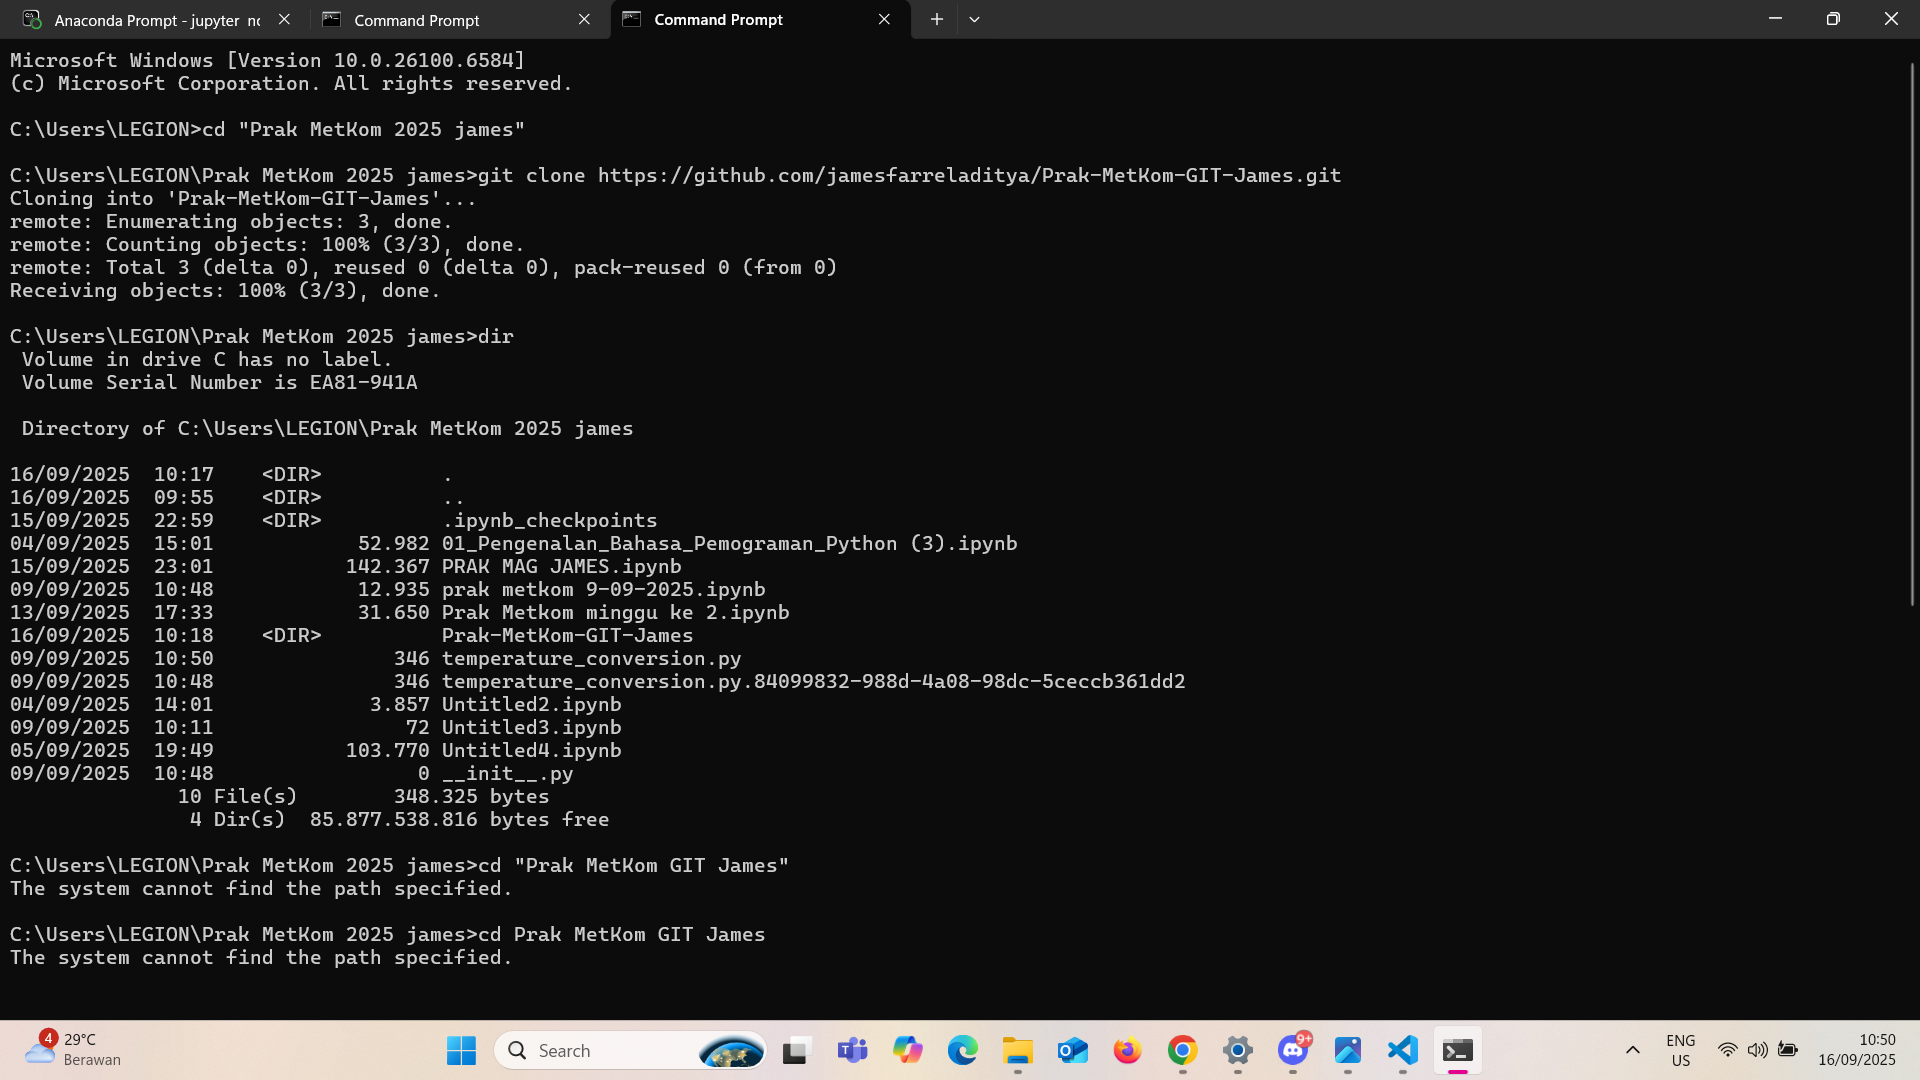 Anaconda Prompt - jupyter no
Command Prompt
Command Prompt
Microsoft Windows [Version 10.0.26100.6584]
(c) Microsoft Corporation. All rights reserved.
C:\Users\LEGION>cd "Prak MetKom 2025 james"
C:\Users\LEGION\Prak MetKom 2025 james>git clone https://github.com/jamesfarreladitya/Prak-MetKom-GIT-James.git
Cloning into 'Prak-MetKom-GIT-James'...
remote: Enumerating objects: 3, done.
remote: Counting objects: 100% (3/3), done.
remote: Total 3 (delta 0), reused 0 (delta 0), pack-reused 0 (from 0)
Receiving objects: 100% (3/3), done.
C:\Users\LEGION\Prak MetKom 2025 james>dir
Volume in drive C has no label.
Volume Serial Number is EA81-941A
Directory of C:\Users\LEGION\Prak MetKom 2025 james
16/09/2025  10:17    <DIR>          .
16/09/2025  09:55    <DIR>          ..
15/09/2025  22:59    <DIR>          .ipynb_checkpoints
04/09/2025  15:01            52.982 01_Pengenalan_Bahasa_Pemograman_Python (3).ipynb
15/09/2025  23:01           142.367 PRAK MAG JAMES.ipynb
09/09/2025  10:48            12.935 prak metkom 9-09-2025.ipynb
13/09/2025  17:33            31.650 Prak Metkom minggu ke 2.ipynb
16/09/2025  10:18    <DIR>          Prak-MetKom-GIT-James
09/09/2025  10:50               346 temperature_conversion.py
09/09/2025  10:48               346 temperature_conversion.py.84099832-988d-4a08-98dc-5ceccb361dd2
04/09/2025  14:01             3.857 Untitled2.ipynb
09/09/2025  10:11                72 Untitled3.ipynb
05/09/2025  19:49           103.770 Untitled4.ipynb
09/09/2025  10:48                 0 __init__.py
10 File(s)        348.325 bytes
4 Dir(s)  85.877.538.816 bytes free
C:\Users\LEGION\Prak MetKom 2025 james>cd "Prak MetKom GIT James"
The system cannot find the path specified.
C:\Users\LEGION\Prak MetKom 2025 james>cd Prak MetKom GIT James
The system cannot find the path specified.
4
29°C
Berawan
Search
9+
ENG
US
10:50
16/09/2025